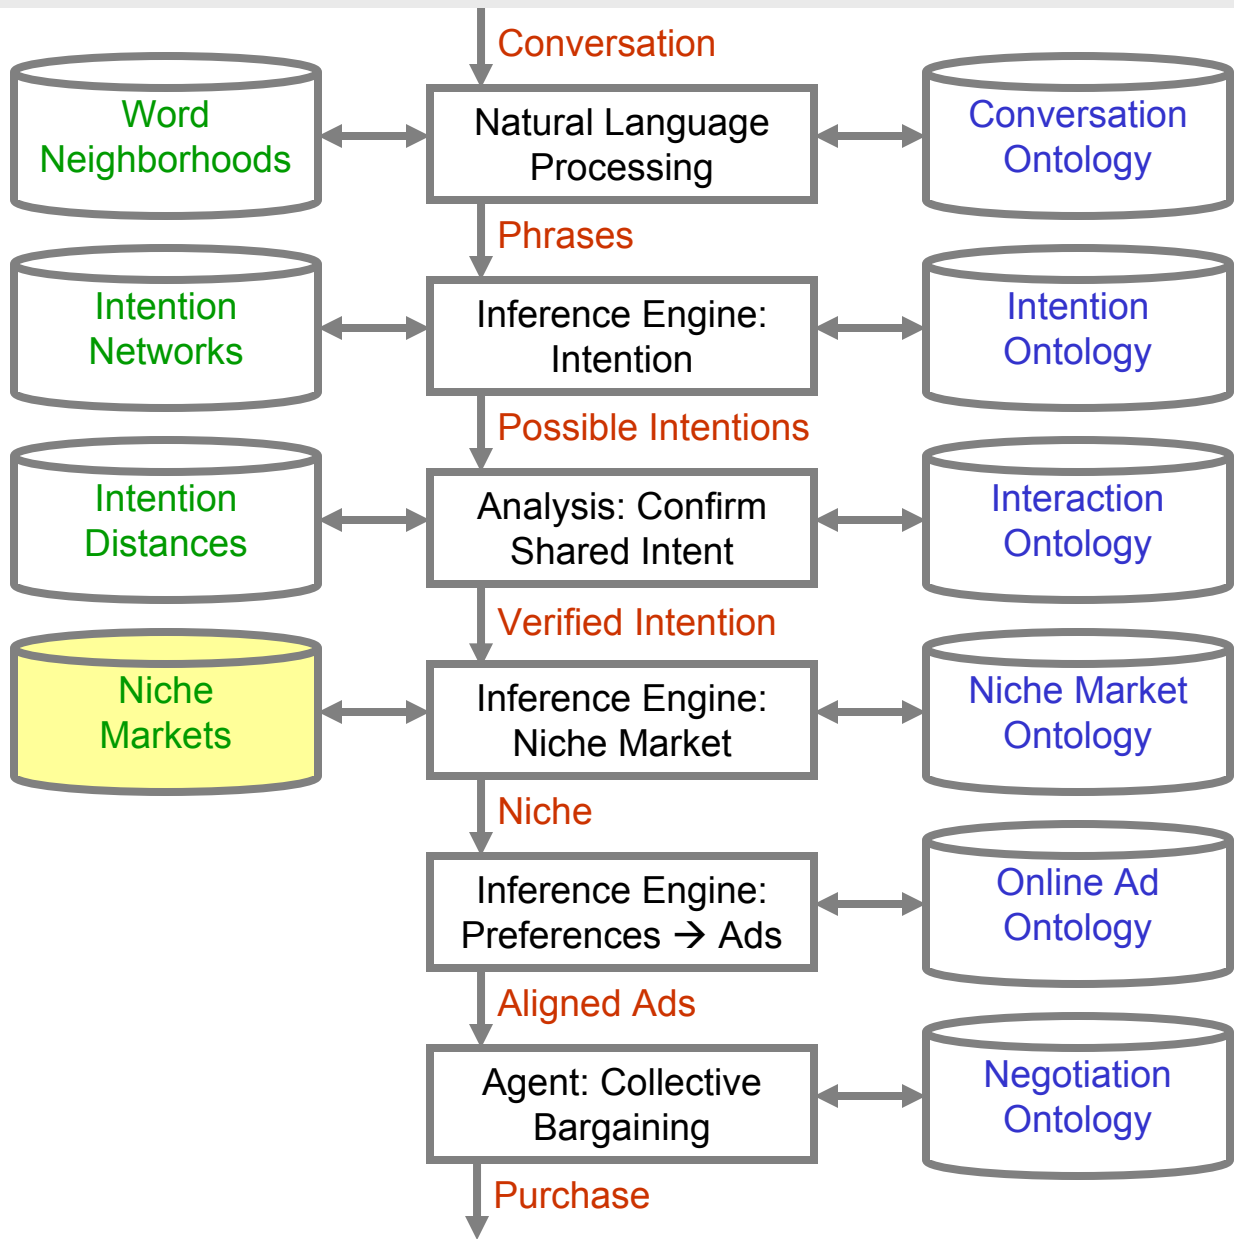 Conversation
Word
Neighborhoods
Natural Language
Processing
Conversation
Ontology
Phrases
Intention
Networks
Inference Engine:
Intention
Intention
Ontology
Possible Intentions
Intention
Distances
Analysis: Confirm
Shared Intent
Interaction
Ontology
Verified Intention
Niche
Markets
Inference Engine:
Niche Market
Niche Market
Ontology
Niche
Inference Engine:
Preferences → Ads
Online Ad
Ontology
Aligned Ads
Agent: Collective
Bargaining
Negotiation
Ontology
Purchase